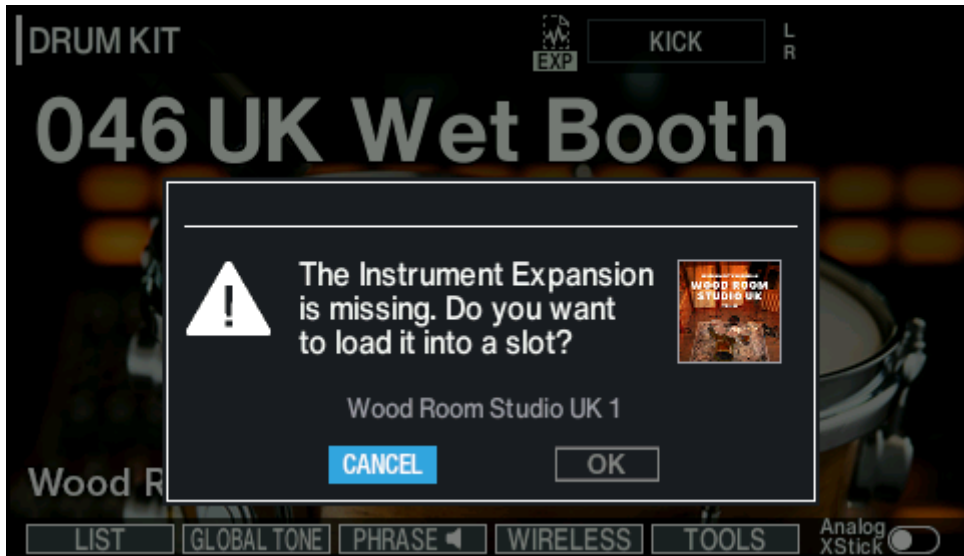 DRUM KIT
EXP
KICK
L
R
046 UK Wet Booth
The Instrument Expansion
is missing. Do you want
to load it into a slot?
WOOD ROOM
STUDIO UK
Wood Room Studio UK 1
CANCEL
OK
Wood R
LIST
GLOBAL TONE
PHRASE
WIRELESS
TOOLS
Analog
XStick